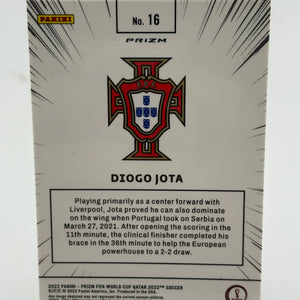 PANINI
No. 16
PRIZM
DIOGO JOTA
Playing primarily as a center forward with
Liverpool, Jota proved he can also dominate
on the wing when Portugal took on Serbia on
March 27, 2021. After opening the scoring in the
11th minute, the clinical finisher completed his
brace in the 36th minute to help the European
powerhouse to a 2-2 draw.
2022 PANINI – PRIZM FIFA WORLD CUP QATAR 2022™ SOCCER
© 2022 Panini America, Inc. Produced in the USA.